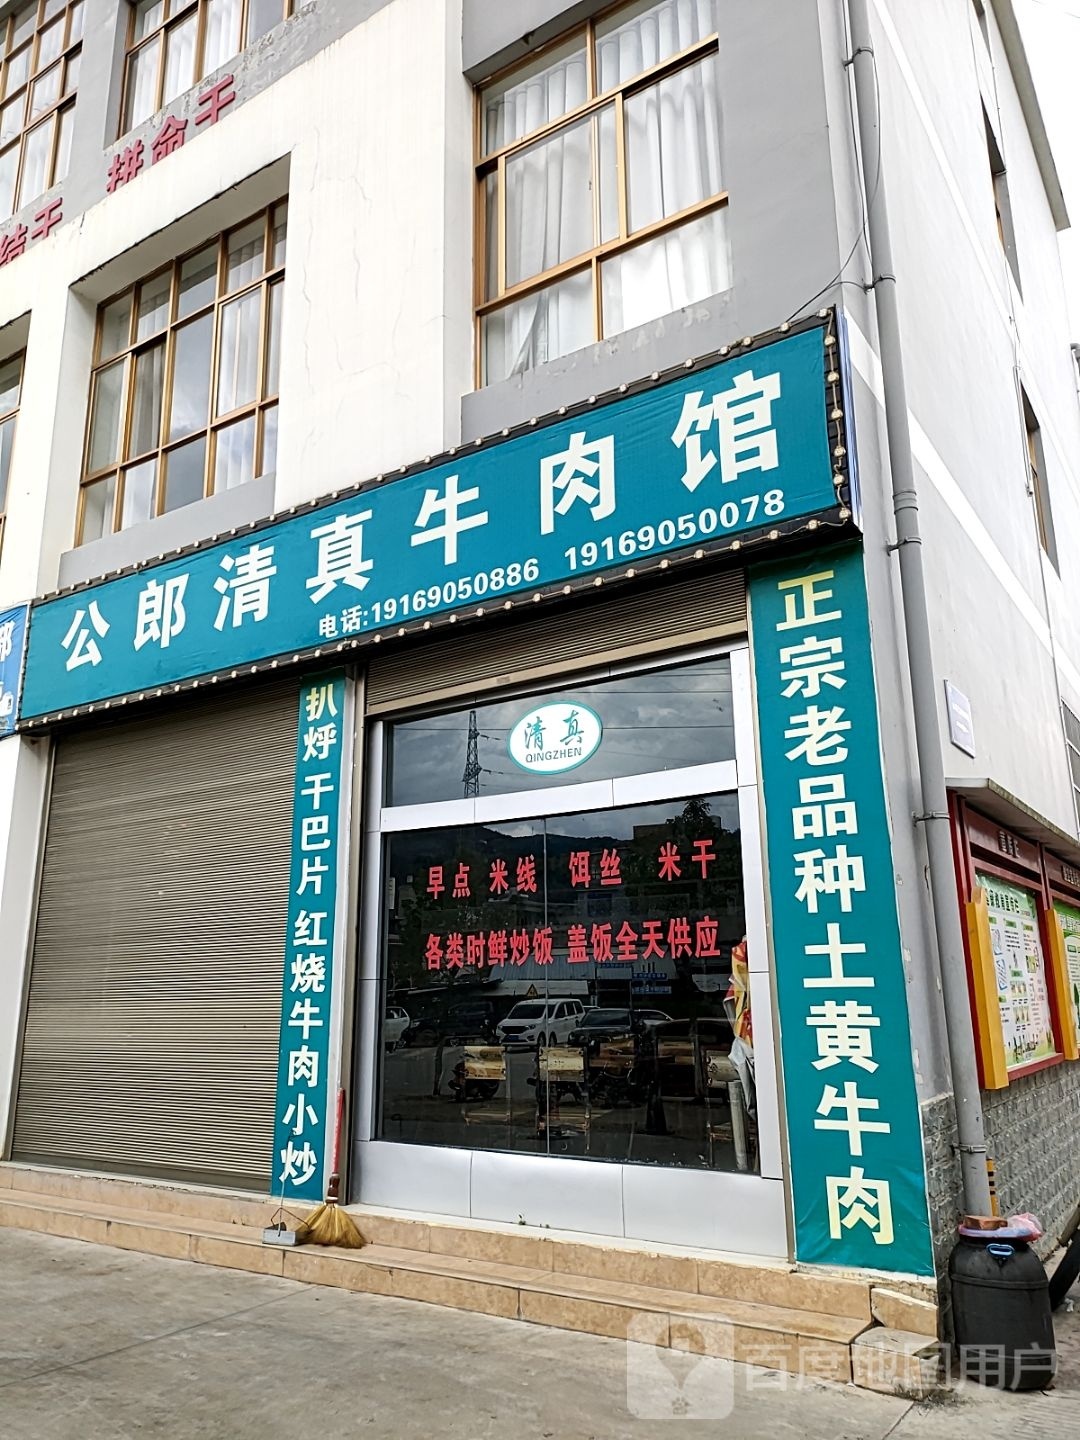 拼命干
结干
公郎清真牛肉馆
电话:19169050886 19169050078
扒烀干巴片红烧牛肉小炒
清真
QINGZHEN
早点 米线 饵丝 米干
各类时鲜炒饭 盖饭全天供应
正宗老品种土黄牛肉
百度地图用户